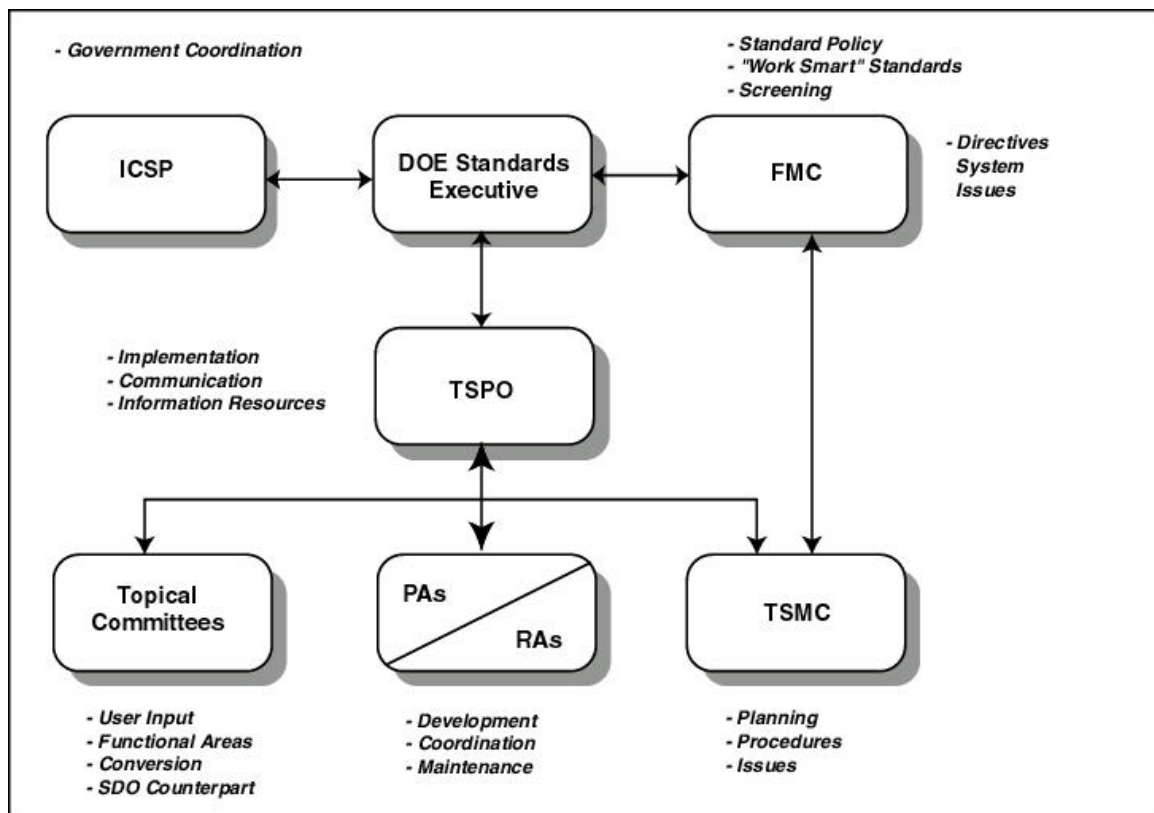 - Government Coordination
- Standard Policy
- "Work Smart" Standards
- Screening
ICSP
DOE Standards
Executive
FMC
- Directives
System
Issues
- Implementation
- Communication
- Information Resources
TSPO
Topical
Committees
PAs
RAs
TSMC
- User Input
- Functional Areas
- Conversion
- SDO Counterpart
- Development
- Coordination
- Maintenance
- Planning
- Procedures
- Issues